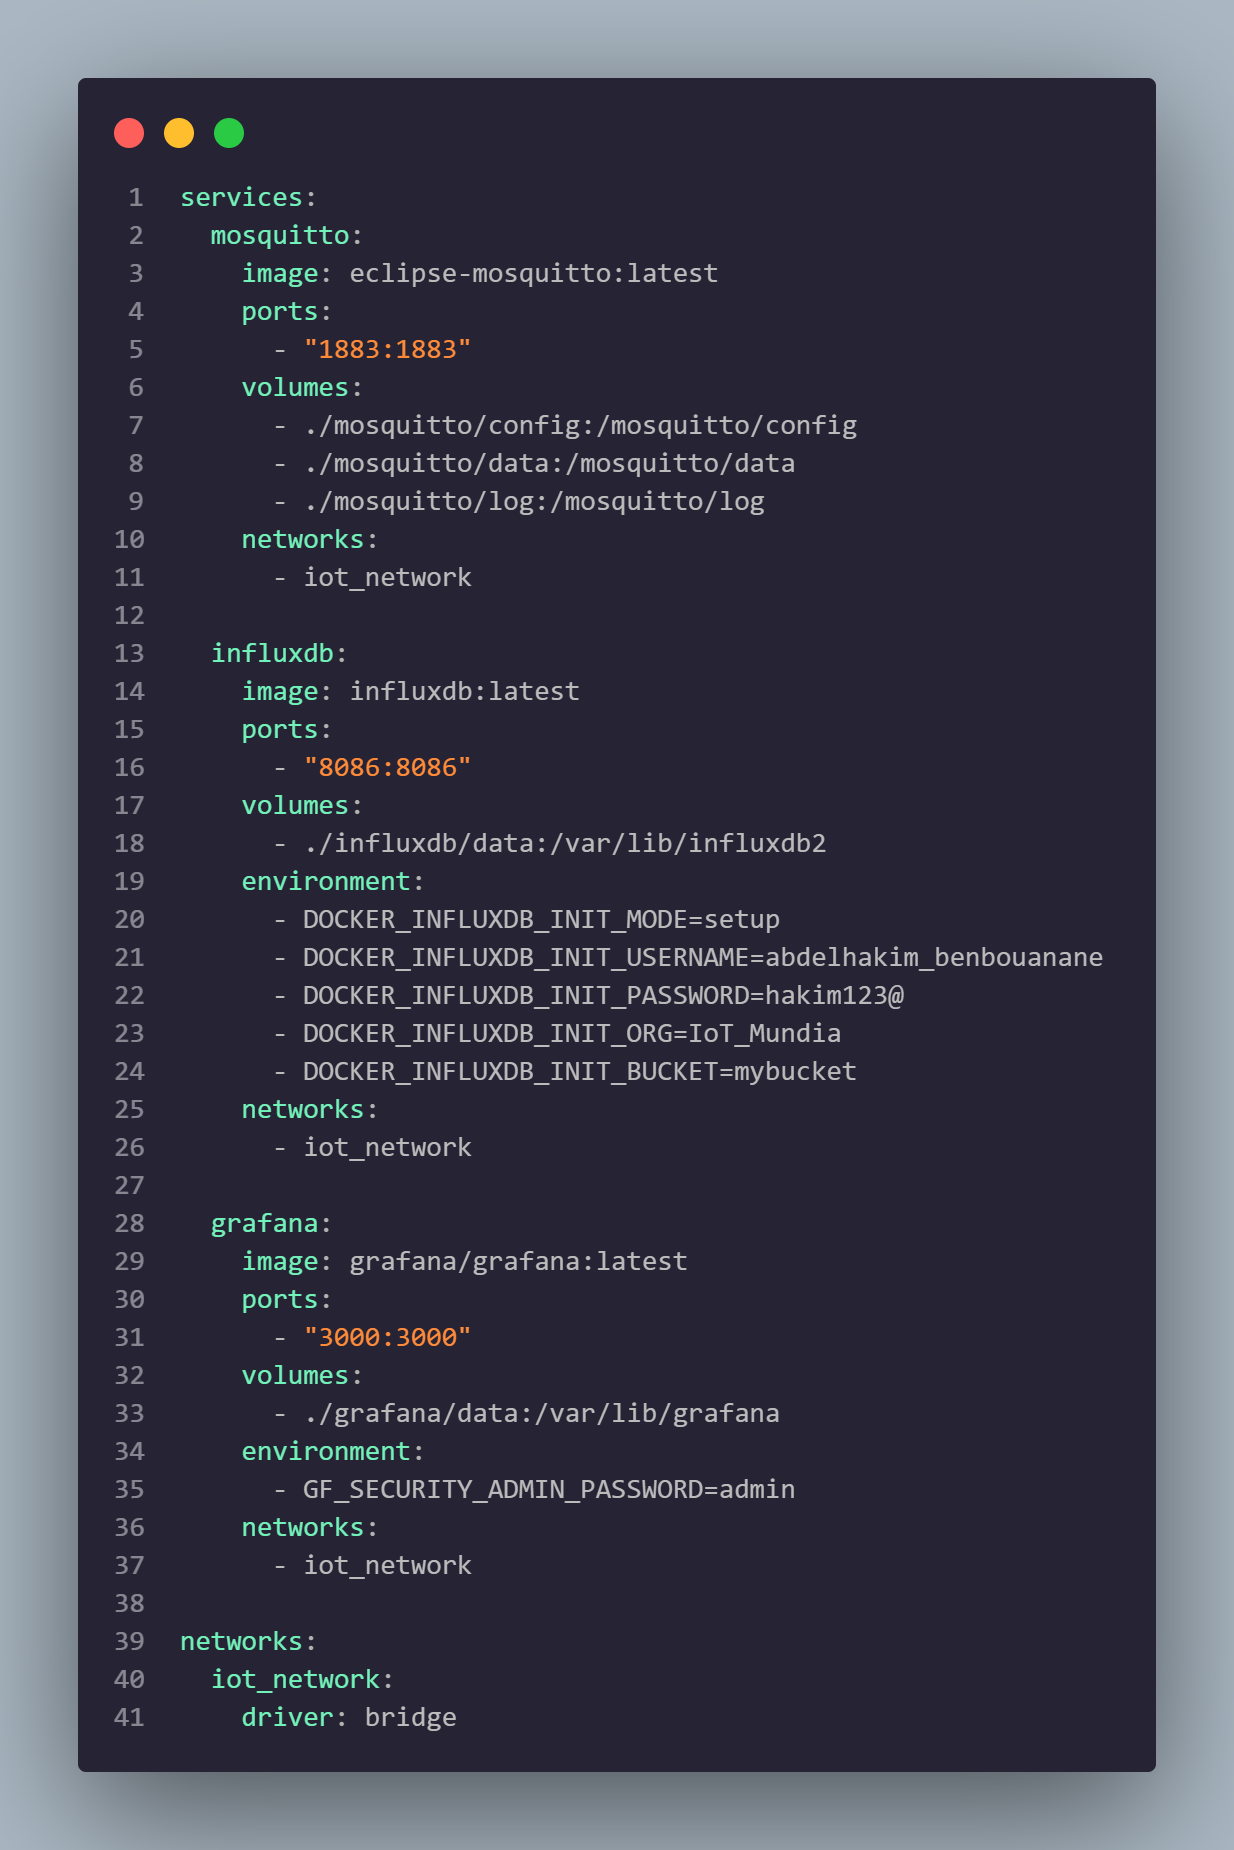 1 services:
2   mosquitto:
3     image: eclipse-mosquitto:latest
4     ports:
5       - "1883:1883"
6     volumes:
7       - ./mosquitto/config:/mosquitto/config
8       - ./mosquitto/data:/mosquitto/data
9       - ./mosquitto/log:/mosquitto/log
10     networks:
11       - iot_network
12
13   influxdb:
14     image: influxdb:latest
15     ports:
16       - "8086:8086"
17     volumes:
18       - ./influxdb/data:/var/lib/influxdb2
19     environment:
20       - DOCKER_INFLUXDB_INIT_MODE=setup
21       - DOCKER_INFLUXDB_INIT_USERNAME=abdelhakim_benbouanane
22       - DOCKER_INFLUXDB_INIT_PASSWORD=hakim123@
23       - DOCKER_INFLUXDB_INIT_ORG=IoT_Mundia
24       - DOCKER_INFLUXDB_INIT_BUCKET=mybucket
25     networks:
26       - iot_network
27
28   grafana:
29     image: grafana/grafana:latest
30     ports:
31       - "3000:3000"
32     volumes:
33       - ./grafana/data:/var/lib/grafana
34     environment:
35       - GF_SECURITY_ADMIN_PASSWORD=admin
36     networks:
37       - iot_network
38
39 networks:
40   iot_network:
41     driver: bridge